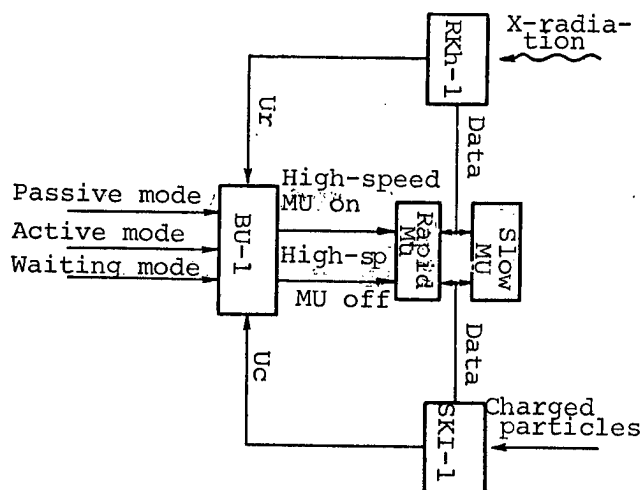 X-radia-
tion
RKh-1
Ur
Data
High-speed
MU on
Passive mode
Active mode
Waiting mode
BU-1
High-sp
MU off
Rapid
MU
Slow
MU
Uc
Data
SKI-1
Charged
particles